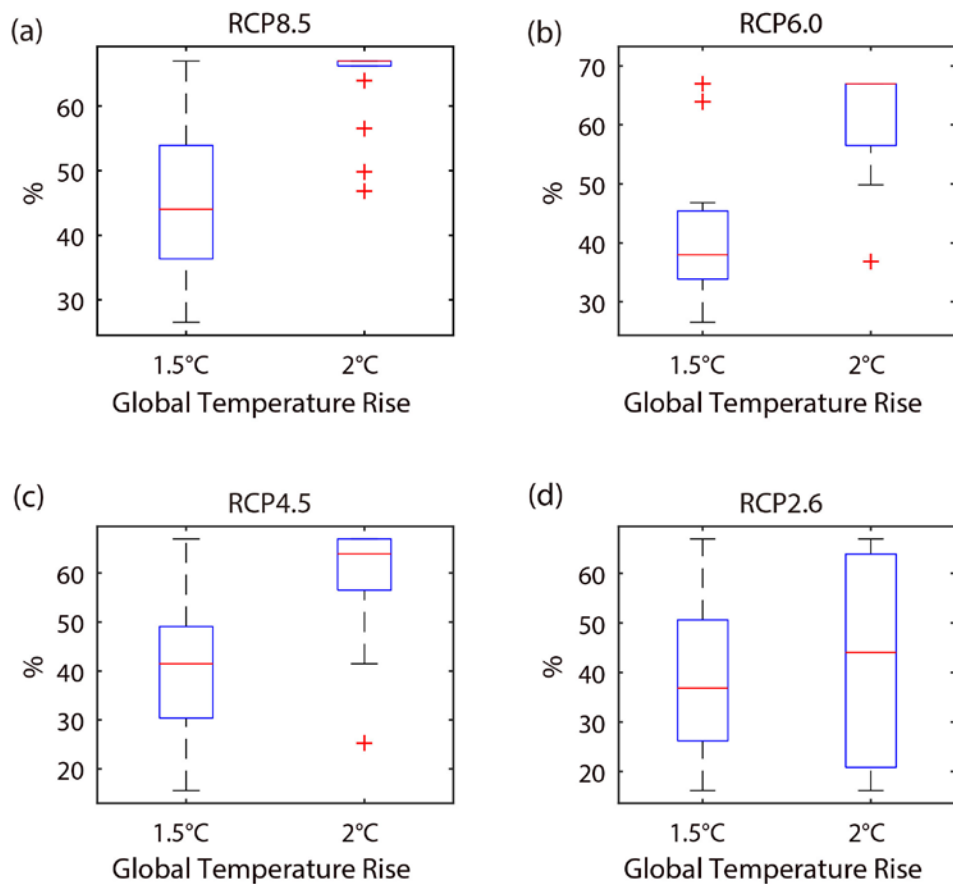 (a)
RCP8.5
60
50
40
30
%
1.5°C
2°C
Global Temperature Rise
(b)
RCP6.0
70
60
50
40
30
%
1.5°C
2°C
Global Temperature Rise
(c)
RCP4.5
60
50
40
30
20
%
1.5°C
2°C
Global Temperature Rise
(d)
RCP2.6
60
50
40
30
20
%
1.5°C
2°C
Global Temperature Rise